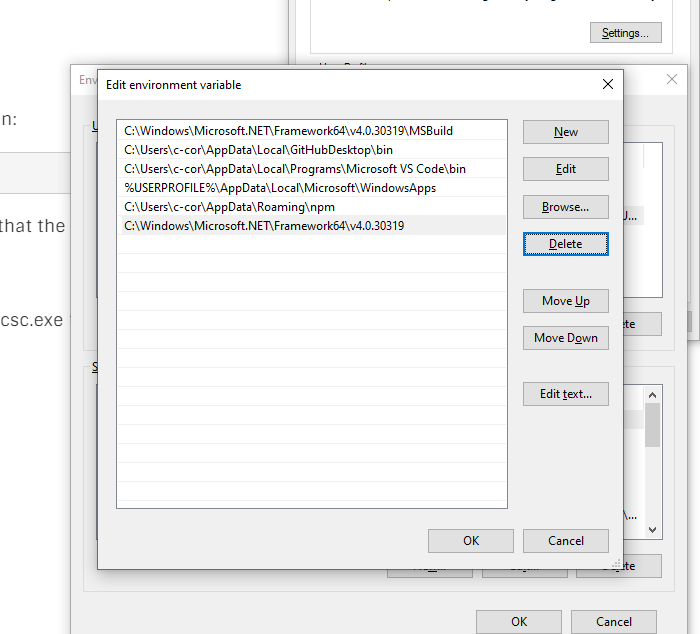 Settings...
Env
Edit environment variable
n:
U
C:\Windows\Microsoft.NET\Framework64\v4.0.30319\MSBuild
New
C:\Users\c-cor\AppData\Local\GitHubDesktop\bin
C:\Users\c-cor\AppData\Local\Programs\Microsoft VS Code\bin
Edit
%USERPROFILE%\AppData\Local\Microsoft\WindowsApps
C:\Users\c-cor\AppData\Roaming\npm
Browse...
U...
that the
C:\Windows\Microsoft.NET\Framework64\v4.0.30319
Delete
Move Up
csc.exe
Move Down
ete
S
Edit text...
\...
OK
Cancel
ete
OK
Cancel